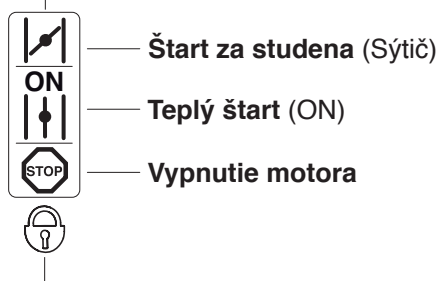 Štart za studena (Sýtič)
ON
Teplý štart (ON)
STOP
Vypnutie motora